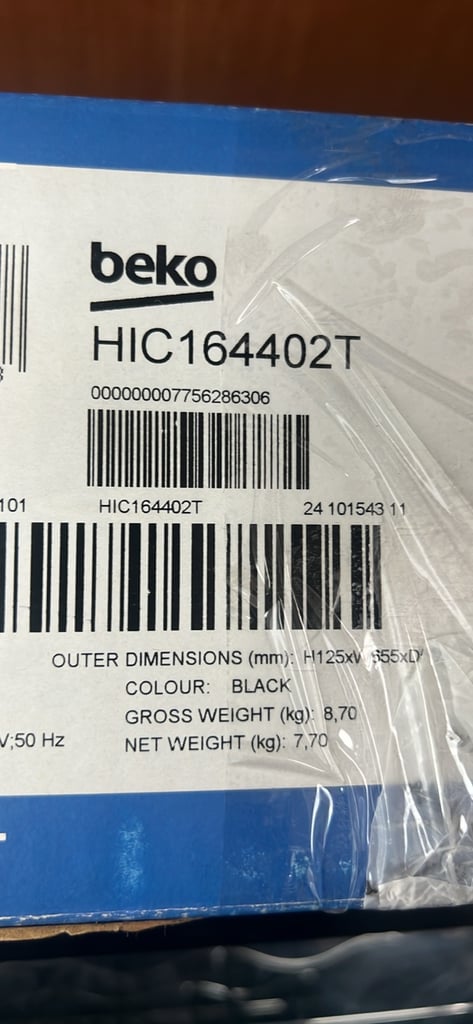 beko
HIC164402T
000000007756286306
101 HIC164402T 24 101543 11
OUTER DIMENSIONS (mm): H125xW 655xD
COLOUR: BLACK
GROSS WEIGHT (kg): 8,70
V;50 Hz NET WEIGHT (kg): 7,70